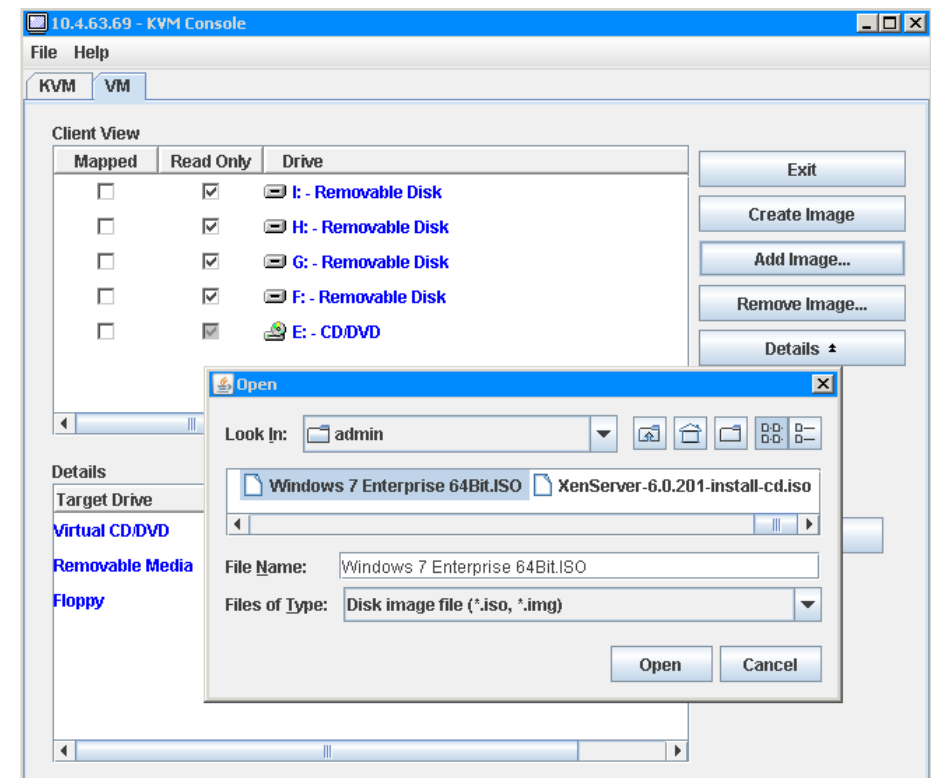 10.4.63.69 - KVM Console
File Help
KVM VM
Client View
Mapped Read Only Drive
I: - Removable Disk
H: - Removable Disk
G: - Removable Disk
F: - Removable Disk
E: - CD/DVD
Exit
Create Image
Add Image...
Remove Image...
Details
Open
Look In: admin
Windows 7 Enterprise 64Bit.ISO XenServer-6.0.201-install-cd.iso
File Name: Windows 7 Enterprise 64Bit.ISO
Files of Type: Disk image file (*.iso, *.img)
Open Cancel
Details
Target Drive
Virtual CD/DVD
Removable Media
Floppy